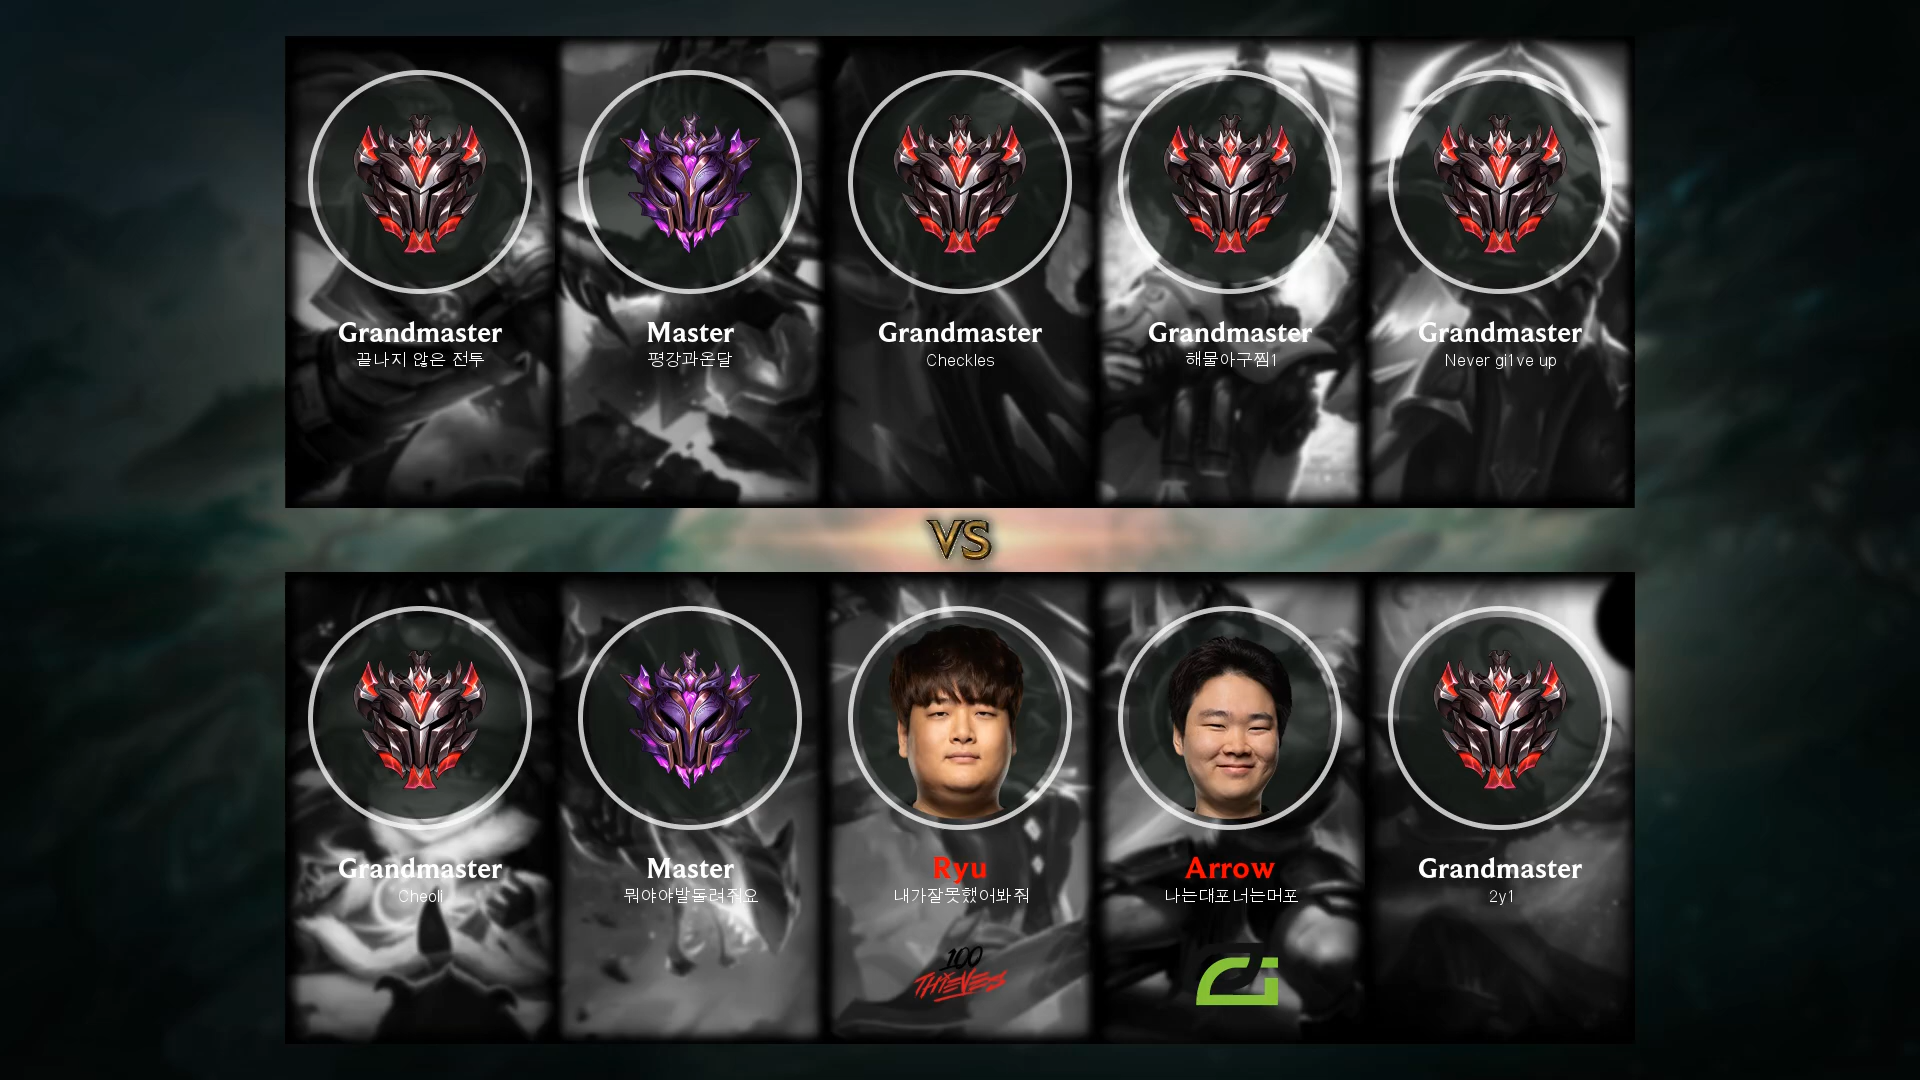 Grandmaster
끝나지 않은 전투
Master
평강과온달
Grandmaster
Checkles
Grandmaster
해물아구찜1
Grandmaster
Never gi1ve up
VS
Grandmaster
Cheoli
Master
뭐야야발돌려줘요
Ryu
내가잘못했어봐줘
100
THIEVES
Arrow
나는대포너는머포
Grandmaster
2y1